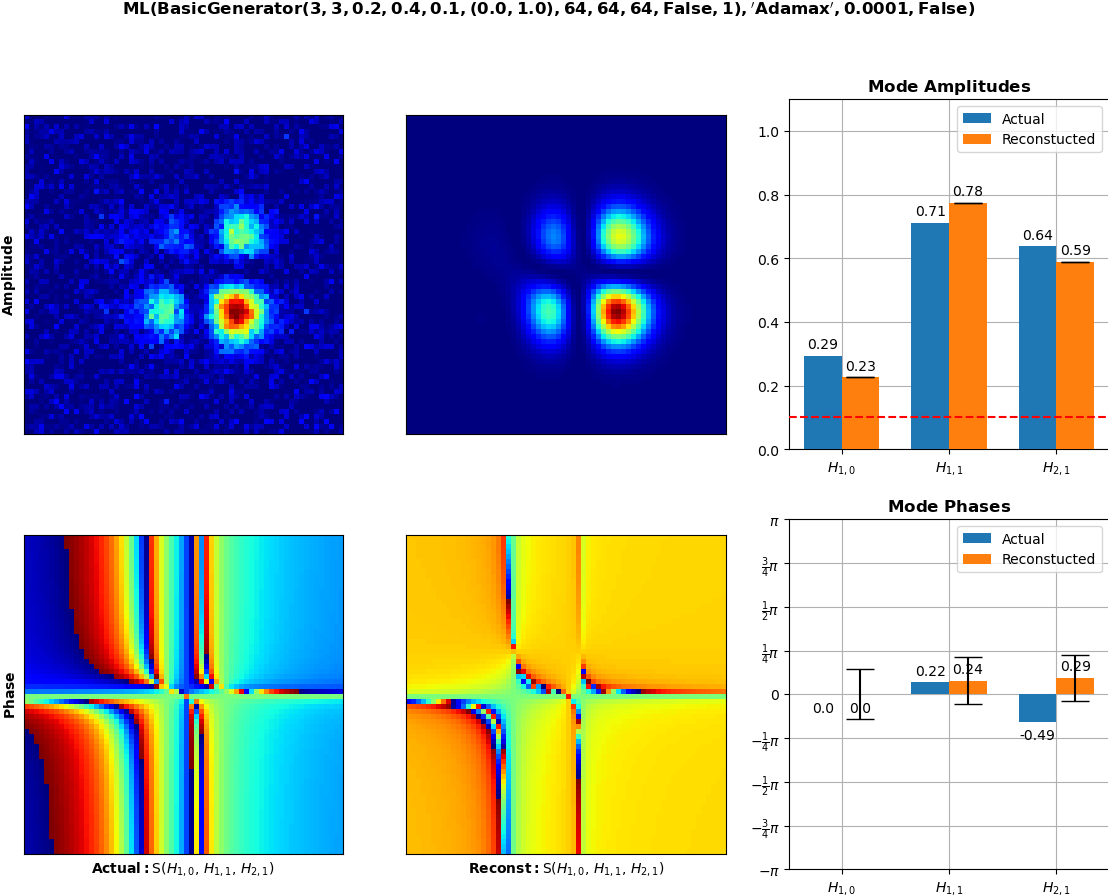 ML(BasicGenerator(3, 3, 0.2, 0.4, 0.1, (0.0, 1.0), 64, 64, 64, False, 1), ′Adamax′, 0.0001, False)
Amplitude
Mode Amplitudes
Actual
Reconstucted
1.0
0.8
0.6
0.4
0.2
0.0
0.29
0.23
0.71
0.78
0.64
0.59
H1,0
H1,1
H2,1
Phase
Actual: S(H1,0, H1,1, H2,1)
Reconst: S(H1,0, H1,1, H2,1)
Mode Phases
Actual
Reconstucted
π
3/4π
1/2π
1/4π
0
−1/4π
−1/2π
−3/4π
−π
0.0
0.0
0.22
0.24
-0.49
0.29
H1,0
H1,1
H2,1